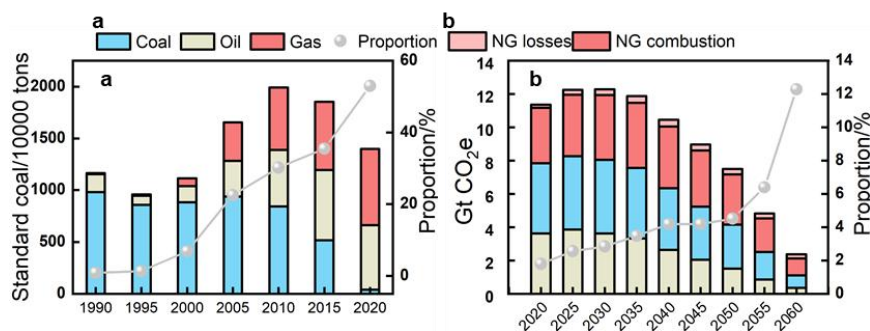 a
Coal Oil Gas Proportion
a
Standard coal/10000 tons
2000
1500
1000
500
0
60
40
20
0
Proportion/%
1990 1995 2000 2005 2010 2015 2020
b
NG losses NG combustion
b
Gt CO₂e
14
12
10
8
6
4
2
0
14
12
10
8
6
4
2
0
Proportion/%
2020 2025 2030 2035 2040 2045 2050 2055 2060